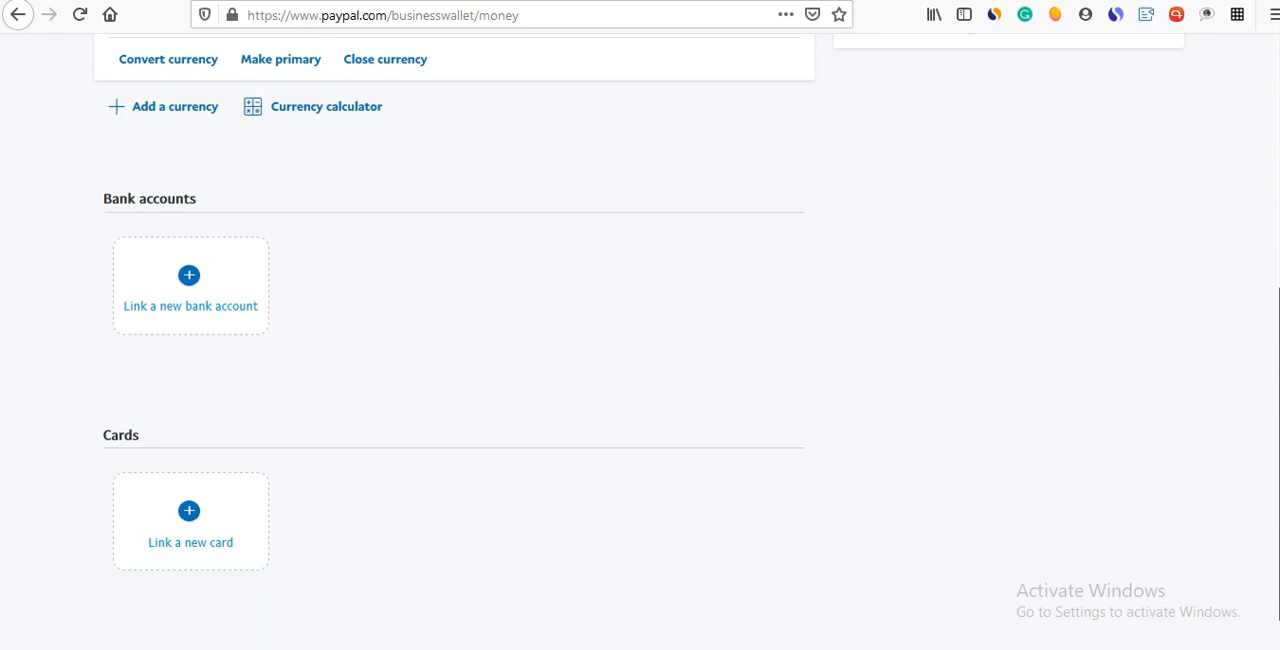 https://www.paypal.com/businesswallet/money
Convert currency Make primary Close currency
Add a currency Currency calculator
Bank accounts
Link a new bank account
Cards
Link a new card
Activate Windows
Go to Settings to activate Windows.